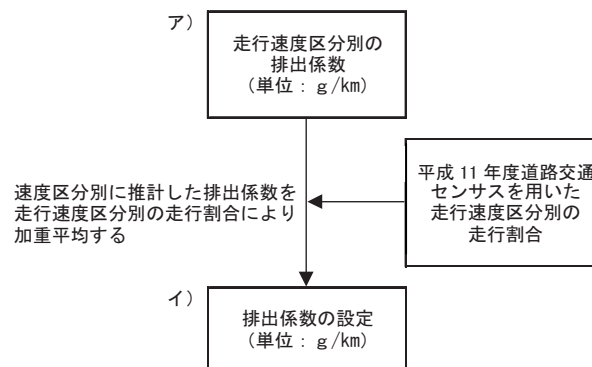 ア）
走行速度区分別の
排出係数
（単位：ｇ/km）
速度区分別に推計した排出係数を
走行速度区分別の走行割合により
加重平均する
平成 11 年度道路交通
センサスを用いた
走行速度区分別の
走行割合
イ）
排出係数の設定
（単位：ｇ/km）